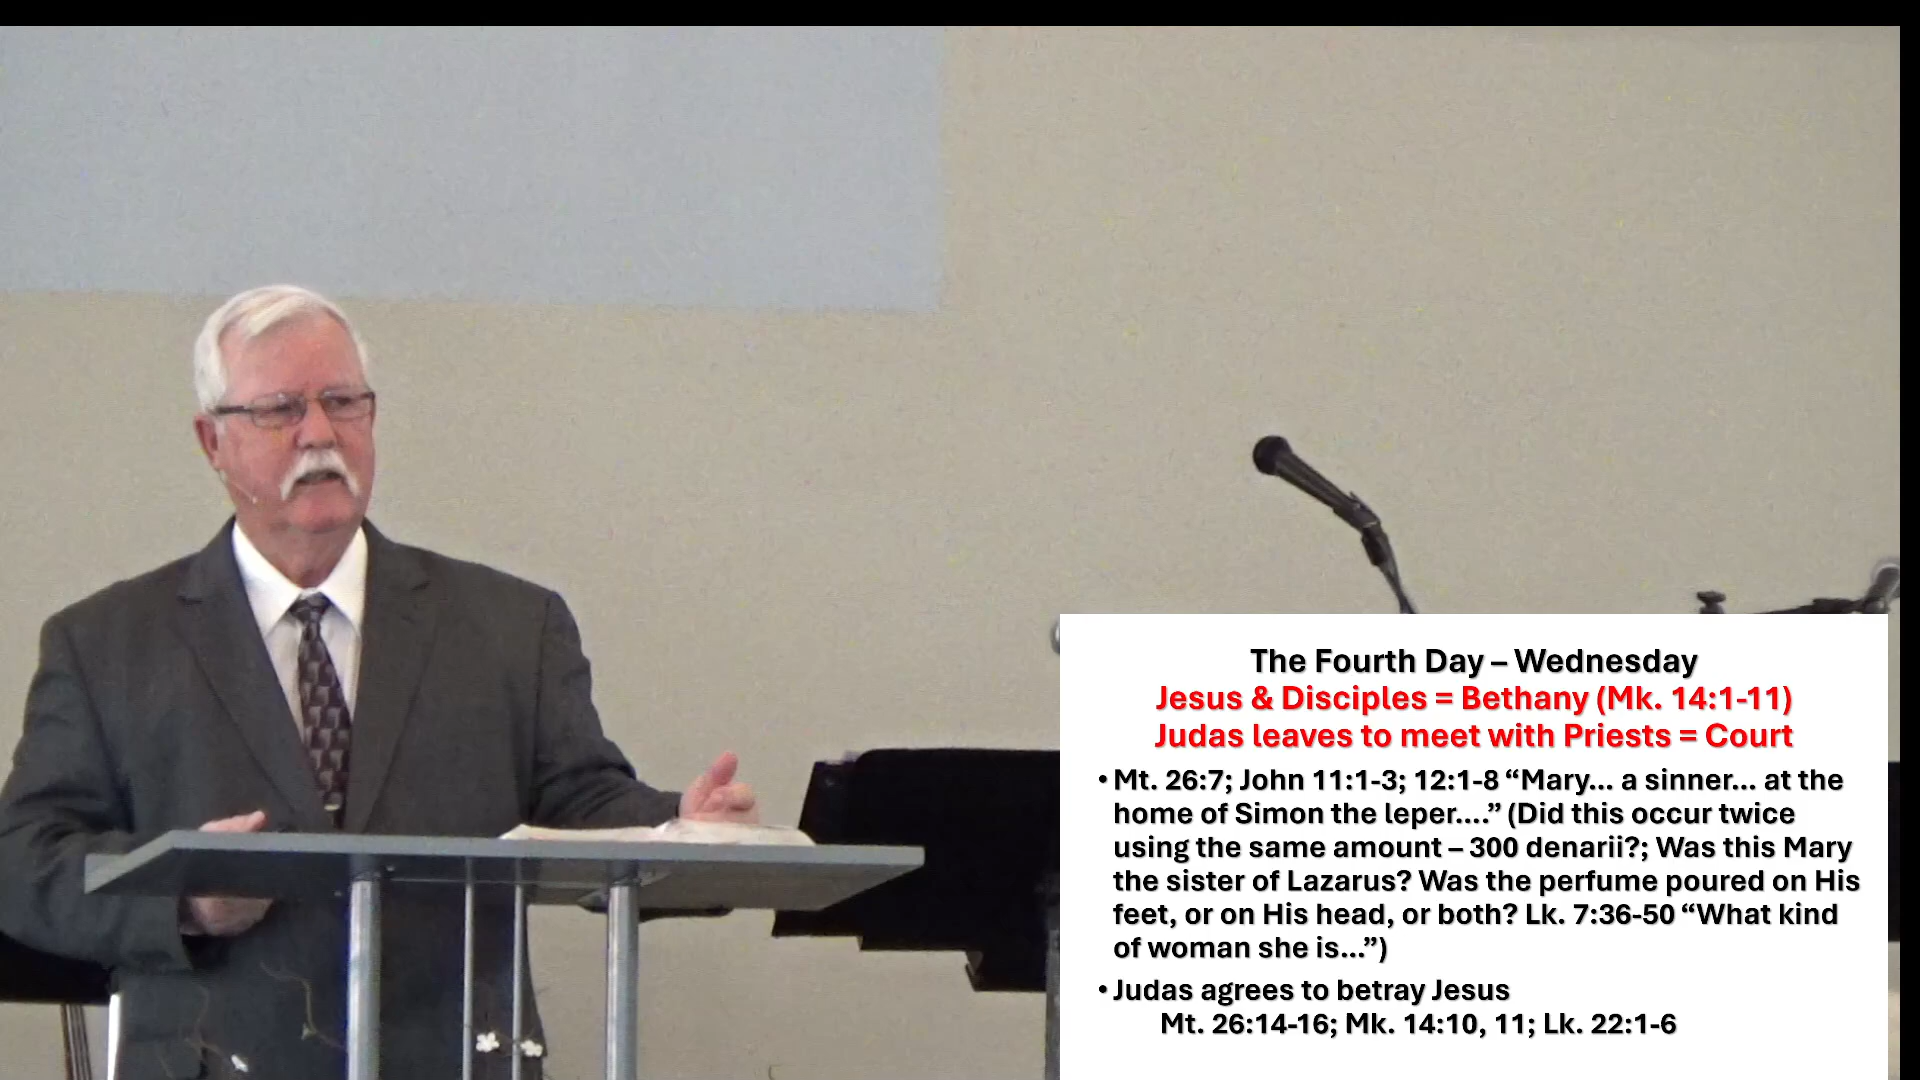 The Fourth Day – Wednesday
Jesus & Disciples = Bethany (Mk. 14:1-11)
Judas leaves to meet with Priests = Court
• Mt. 26:7; John 11:1-3; 12:1-8 “Mary... a sinner... at the
home of Simon the leper....” (Did this occur twice
using the same amount – 300 denarii?; Was this Mary
the sister of Lazarus? Was the perfume poured on His
feet, or on His head, or both? Lk. 7:36-50 “What kind
of woman she is...”)
• Judas agrees to betray Jesus
Mt. 26:14-16; Mk. 14:10, 11; Lk. 22:1-6